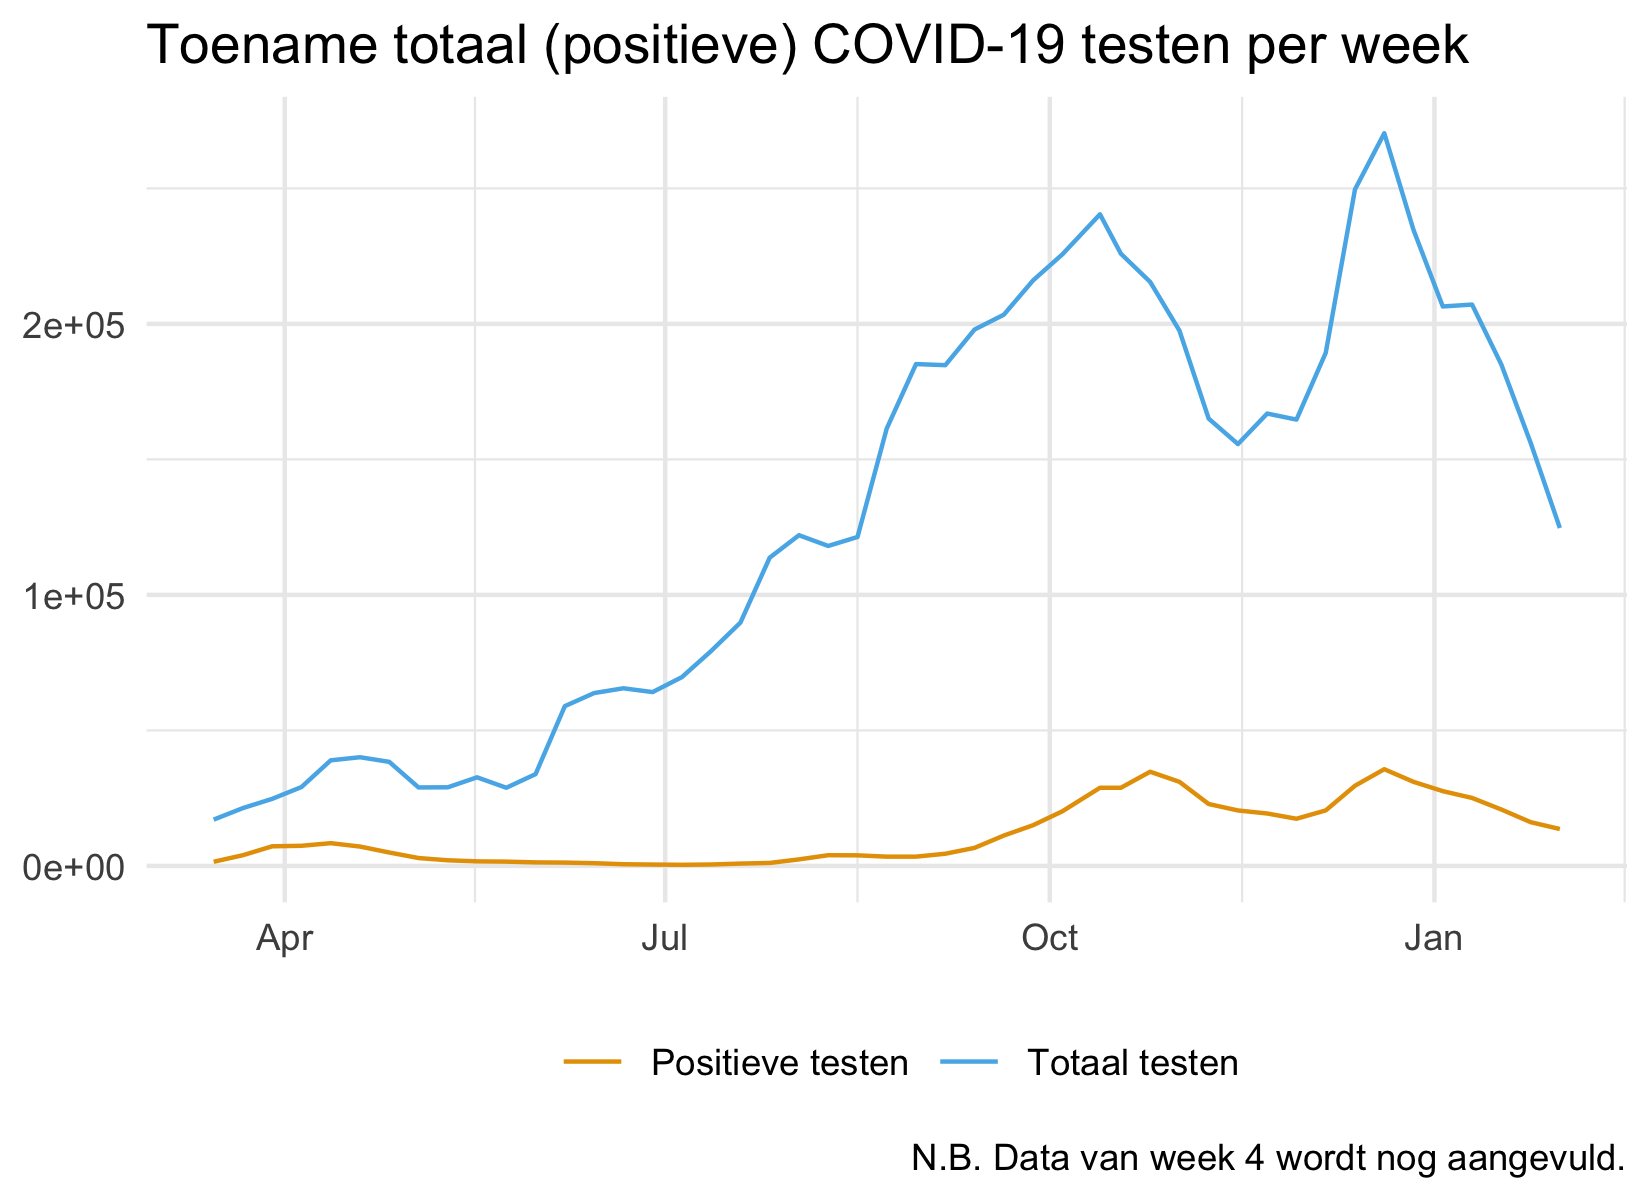 Toename totaal (positieve) COVID-19 testen per week
2e+05
1e+05
0e+00
Apr Jul Oct Jan
Positieve testen Totaal testen
N.B. Data van week 4 wordt nog aangevuld.